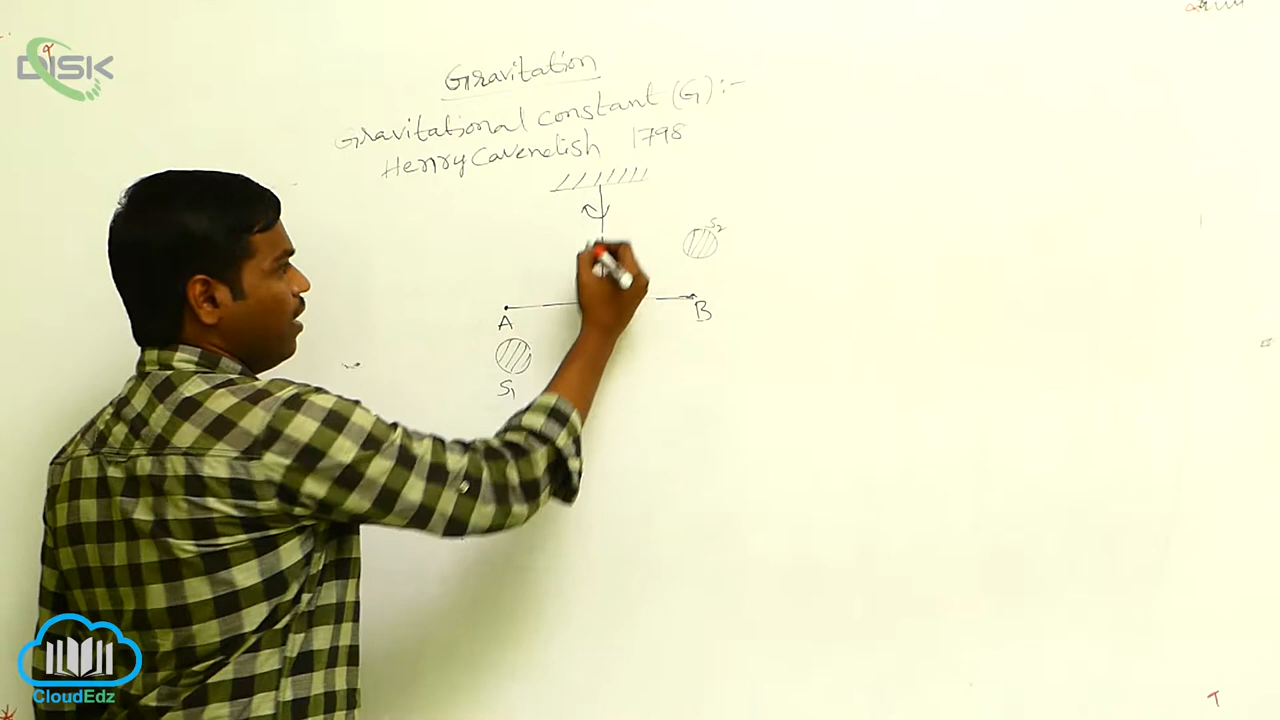 DISK
Gravitation
Gravitational constant (G):-
Henry Cavendish 1798
S2
A
B
S1
CloudEdz
T